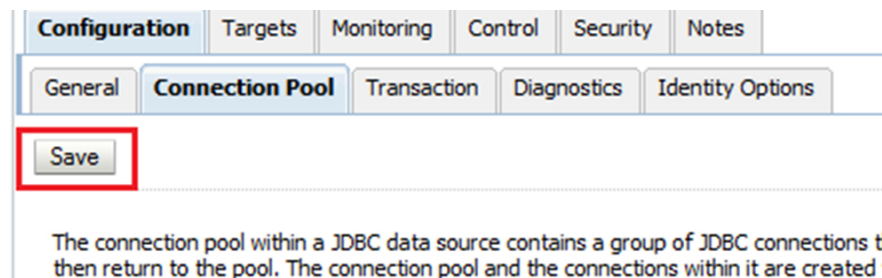 Configuration Targets Monitoring Control Security Notes
General Connection Pool Transaction Diagnostics Identity Options
Save
The connection pool within a JDBC data source contains a group of JDBC connections
then return to the pool. The connection pool and the connections within it are created